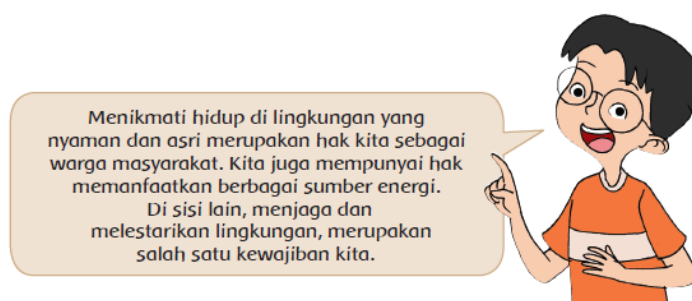 Menikmati hidup di lingkungan yang
nyaman dan asri merupakan hak kita sebagai
warga masyarakat. Kita juga mempunyai hak
memanfaatkan berbagai sumber energi.
Di sisi lain, menjaga dan
melestarikan lingkungan, merupakan
salah satu kewajiban kita.